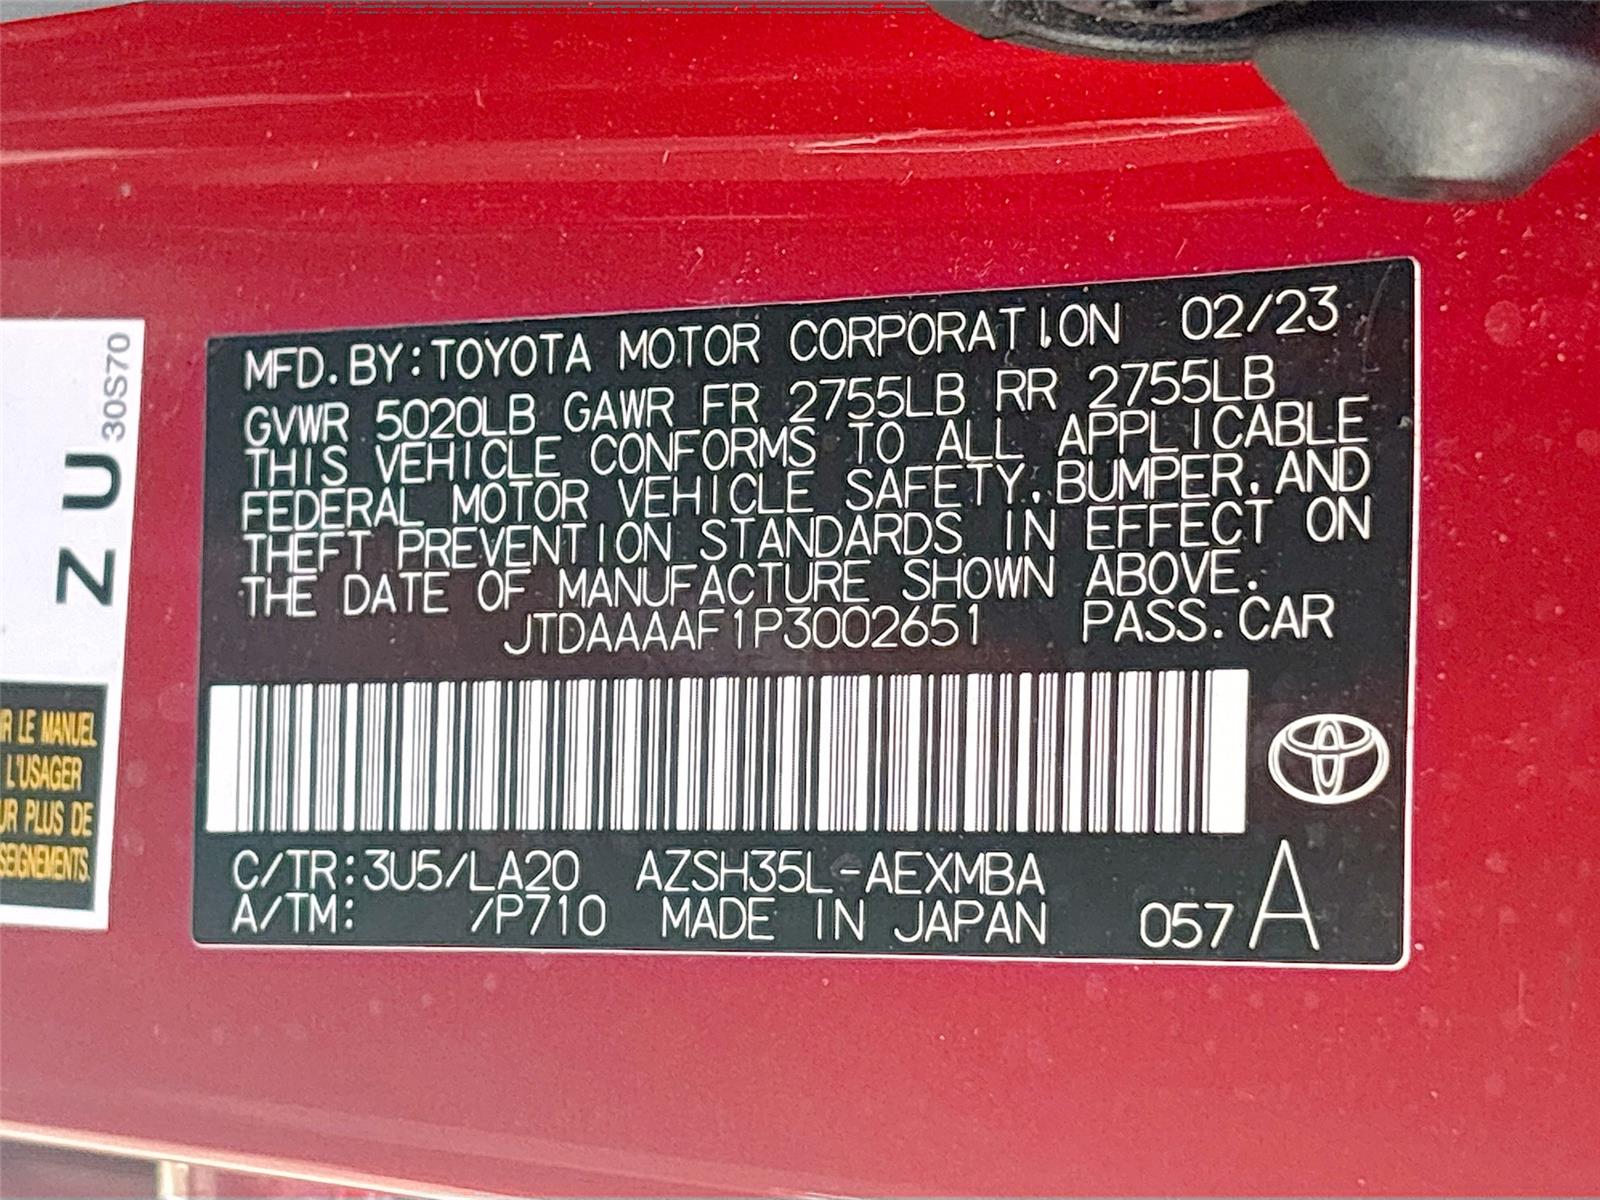 MFD.BY:TOYOTA MOTOR CORPORATION 02/23
GVWR 5020LB GAWR FR 2755LB RR 2755LB
THIS VEHICLE CONFORMS TO ALL APPLICABLE
FEDERAL MOTOR VEHICLE SAFETY,BUMPER,AND
THEFT PREVENTION STANDARDS IN EFFECT ON
THE DATE OF MANUFACTURE SHOWN ABOVE.
JTDAAAAF1P3002651 PASS.CAR
C/TR:3U5/LA20 AZSH35L-AEXMBA
A/TM: /P710 MADE IN JAPAN 057 A
Z U 30S70
LE MANUEL
L'USAGER
PLUS DE